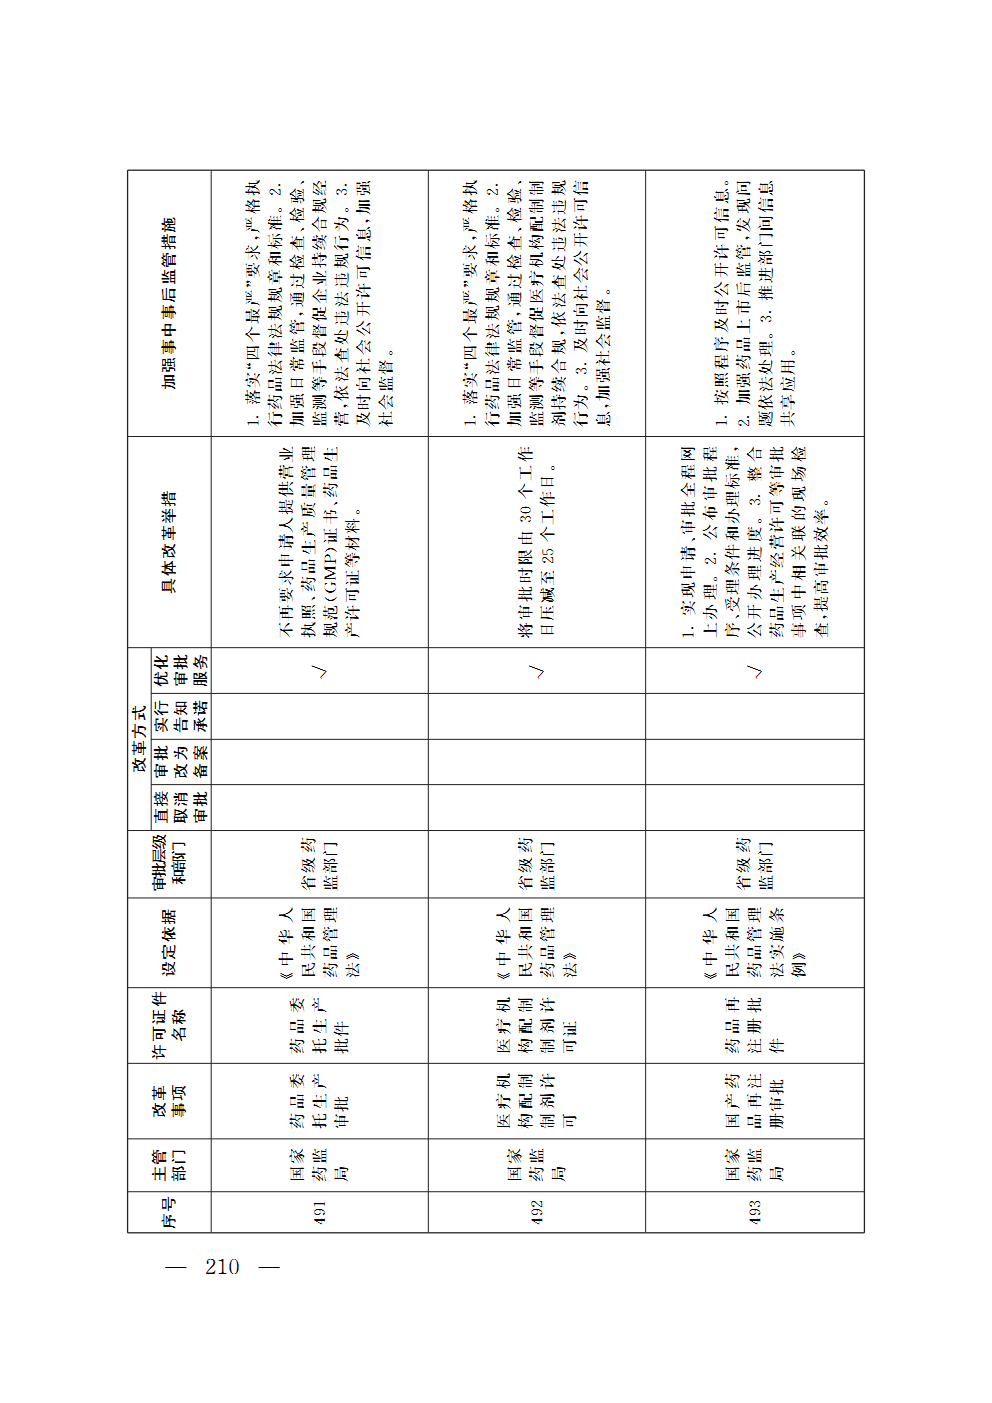 序号
主管
部门
改革
事项
许可证件
名称
设定依据
审批层级
和部门
改革方式
直接
取消
审批
审批
改为
备案
实行
告知
承诺
优化
审批
服务
具体改革举措
加强事中事后监管措施
491
国家
药监
局
药品委
托生产
审批
药品委
托生产
批件
《中华人
民共和国
药品管理
法》
省级药
监部门
√
不再要求申请人提供营业
执照、药品生产质量管理
规范(GMP)证书、药品生
产许可证等材料。
1. 落实“四个最严”要求,严格执
行药品法律法规规章和标准。2.
加强日常监管,通过检查、检验、
监测等手段督促企业持续合规经
营,依法查处违法违规行为。3.
及时向社会公开许可信息,加强
社会监督。
492
国家
药监
局
医疗机
构配制
制剂许
可
医疗机
构配制
制剂许
可证
《中华人
民共和国
药品管理
法》
省级药
监部门
√
将审批时限由 30 个工作
日压减至 25 个工作日。
1. 落实“四个最严”要求,严格执
行药品法律法规规章和标准。2.
加强日常监管,通过检查、检验、
监测等手段督促医疗机构配制制
剂持续合规,依法查处违法违规
行为。3. 及时向社会公开许可信
息,加强社会监督。
493
国家
药监
局
国产药
品再注
册审批
药品再
注册批
件
《中华人
民共和国
药品管理
法实施条
例》
省级药
监部门
√
1. 实现申请、审批全程网
上办理。2. 公布审批程
序、受理条件和办理标准,
公开办理进度。3. 整合
药品生产经营许可等审批
事项中相关联的现场检
查,提高审批效率。
1. 按照程序及时公开许可信息。
2. 加强药品上市后监管,发现问
题依法处理。3. 推进部门间信息
共享应用。
— 210 —